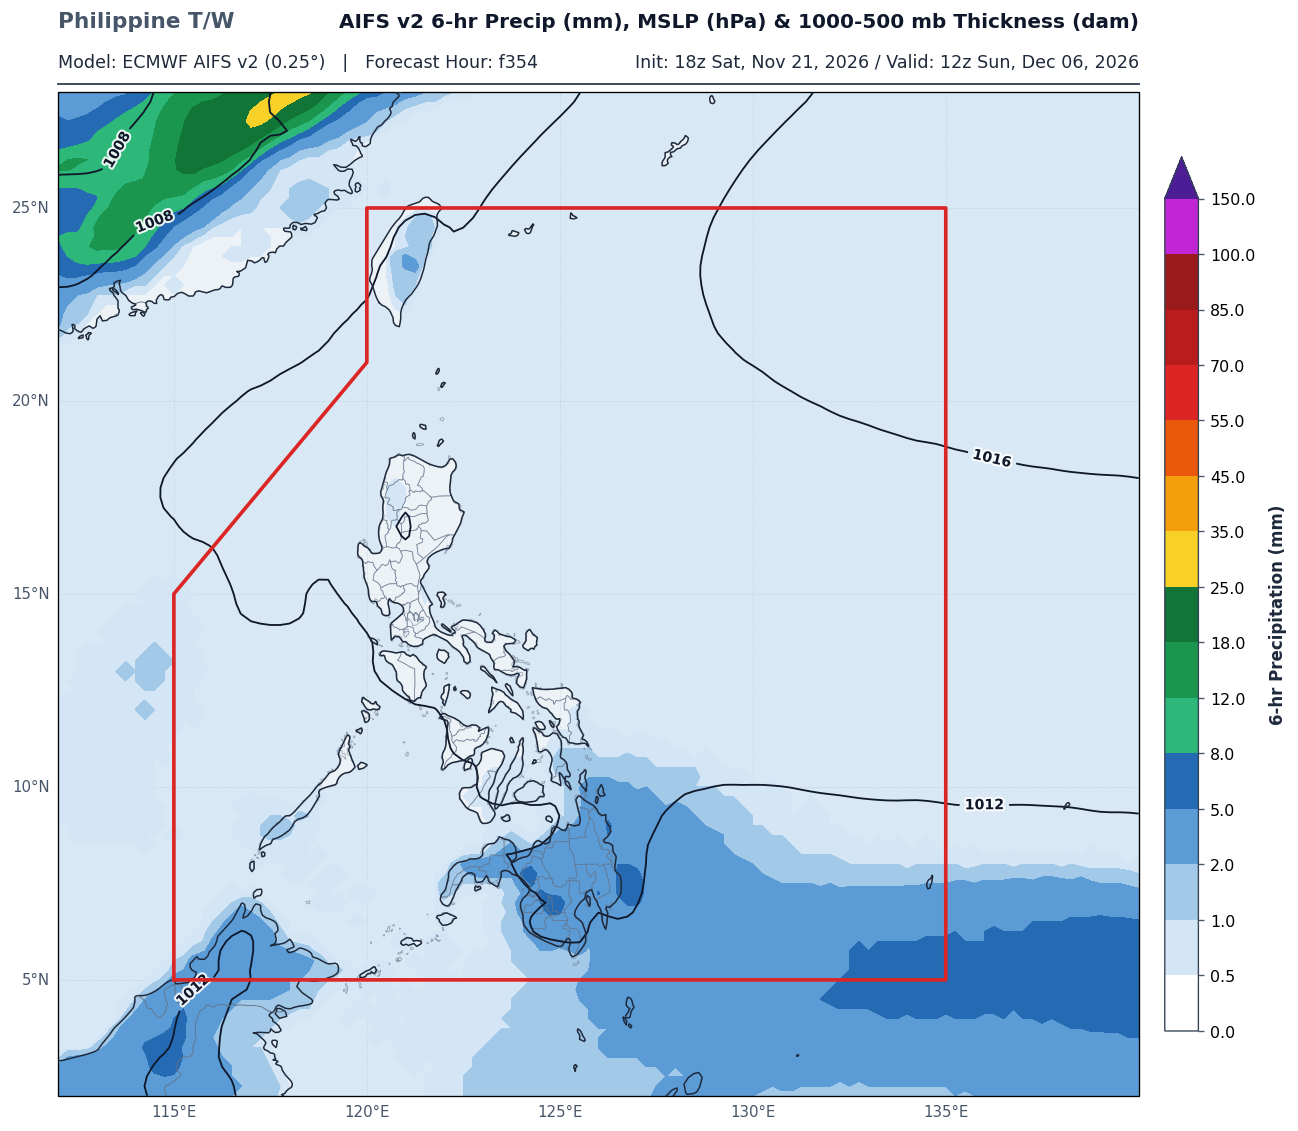 Philippine T/W
AIFS v2 6-hr Precip (mm), MSLP (hPa) & 1000-500 mb Thickness (dam)
Model: ECMWF AIFS v2 (0.25°) | Forecast Hour: f354
Init: 18z Sat, Nov 21, 2026 / Valid: 12z Sun, Dec 06, 2026
1008
1008
1016
1012
1012
25°N
20°N
15°N
10°N
5°N
115°E
120°E
125°E
130°E
135°E
150.0
100.0
85.0
70.0
55.0
45.0
35.0
25.0
18.0
12.0
8.0
5.0
2.0
1.0
0.5
0.0
6-hr Precipitation (mm)